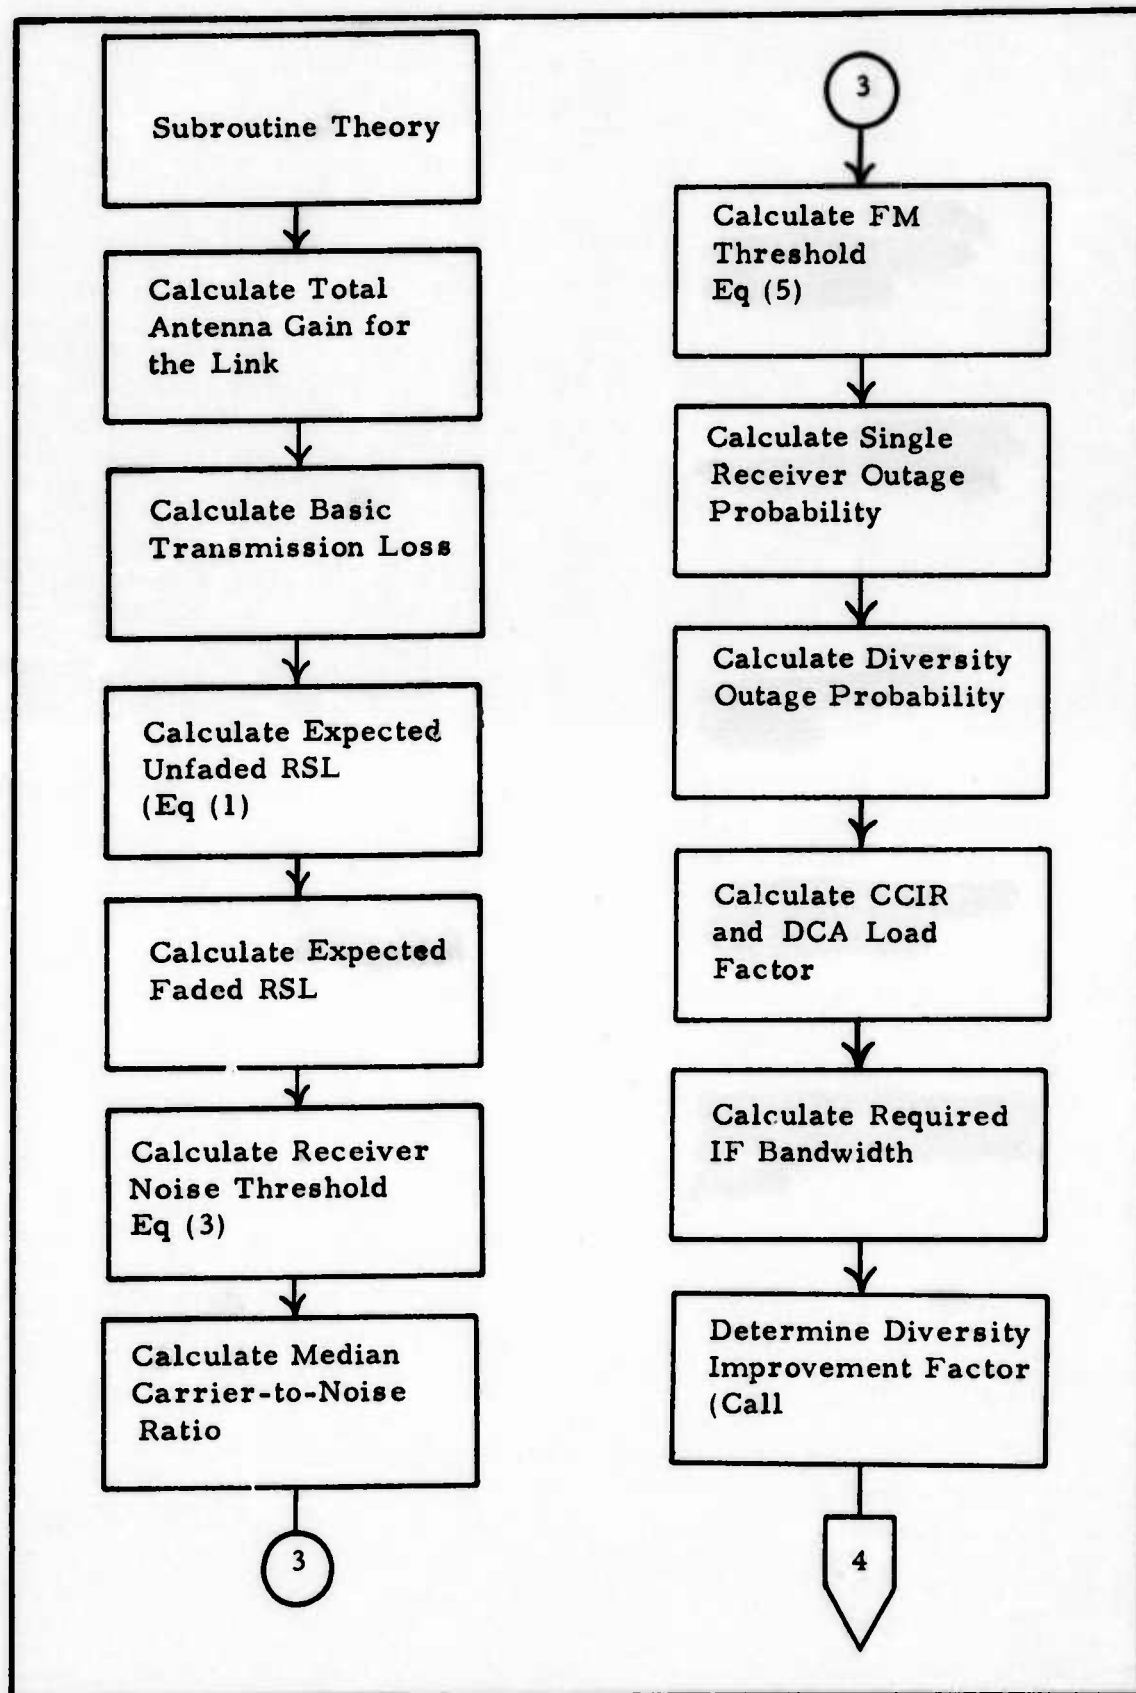 Subroutine Theory
Calculate Total
Antenna Gain for
the Link
Calculate Basic
Transmission Loss
Calculate Expected
Unfaded RSL
(Eq (1)
Calculate Expected
Faded RSL
Calculate Receiver
Noise Threshold
Eq (3)
Calculate Median
Carrier-to-Noise
Ratio
3
3
Calculate FM
Threshold
Eq (5)
Calculate Single
Receiver Outage
Probability
Calculate Diversity
Outage Probability
Calculate CCIR
and DCA Load
Factor
Calculate Required
IF Bandwidth
Determine Diversity
Improvement Factor
(Call
4